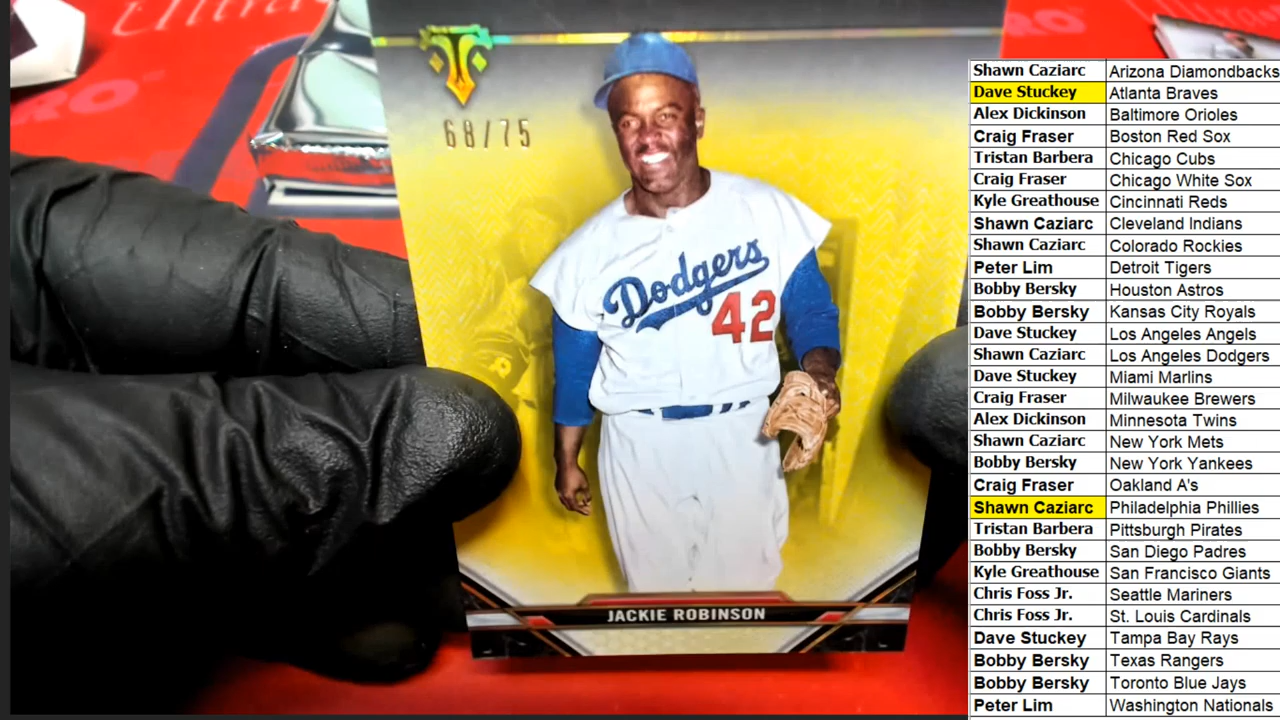 Ultra
RO
RO
Ultra
68/75
Dodgers
42
JACKIE ROBINSON
Shawn Caziarc Arizona Diamondbacks
Dave Stuckey Atlanta Braves
Alex Dickinson Baltimore Orioles
Craig Fraser Boston Red Sox
Tristan Barbera Chicago Cubs
Craig Fraser Chicago White Sox
Kyle Greathouse Cincinnati Reds
Shawn Caziarc Cleveland Indians
Shawn Caziarc Colorado Rockies
Peter Lim Detroit Tigers
Bobby Bersky Houston Astros
Bobby Bersky Kansas City Royals
Dave Stuckey Los Angeles Angels
Shawn Caziarc Los Angeles Dodgers
Dave Stuckey Miami Marlins
Craig Fraser Milwaukee Brewers
Alex Dickinson Minnesota Twins
Shawn Caziarc New York Mets
Bobby Bersky New York Yankees
Craig Fraser Oakland A's
Shawn Caziarc Philadelphia Phillies
Tristan Barbera Pittsburgh Pirates
Bobby Bersky San Diego Padres
Kyle Greathouse San Francisco Giants
Chris Foss Jr. Seattle Mariners
Chris Foss Jr. St. Louis Cardinals
Dave Stuckey Tampa Bay Rays
Bobby Bersky Texas Rangers
Bobby Bersky Toronto Blue Jays
Peter Lim Washington Nationals